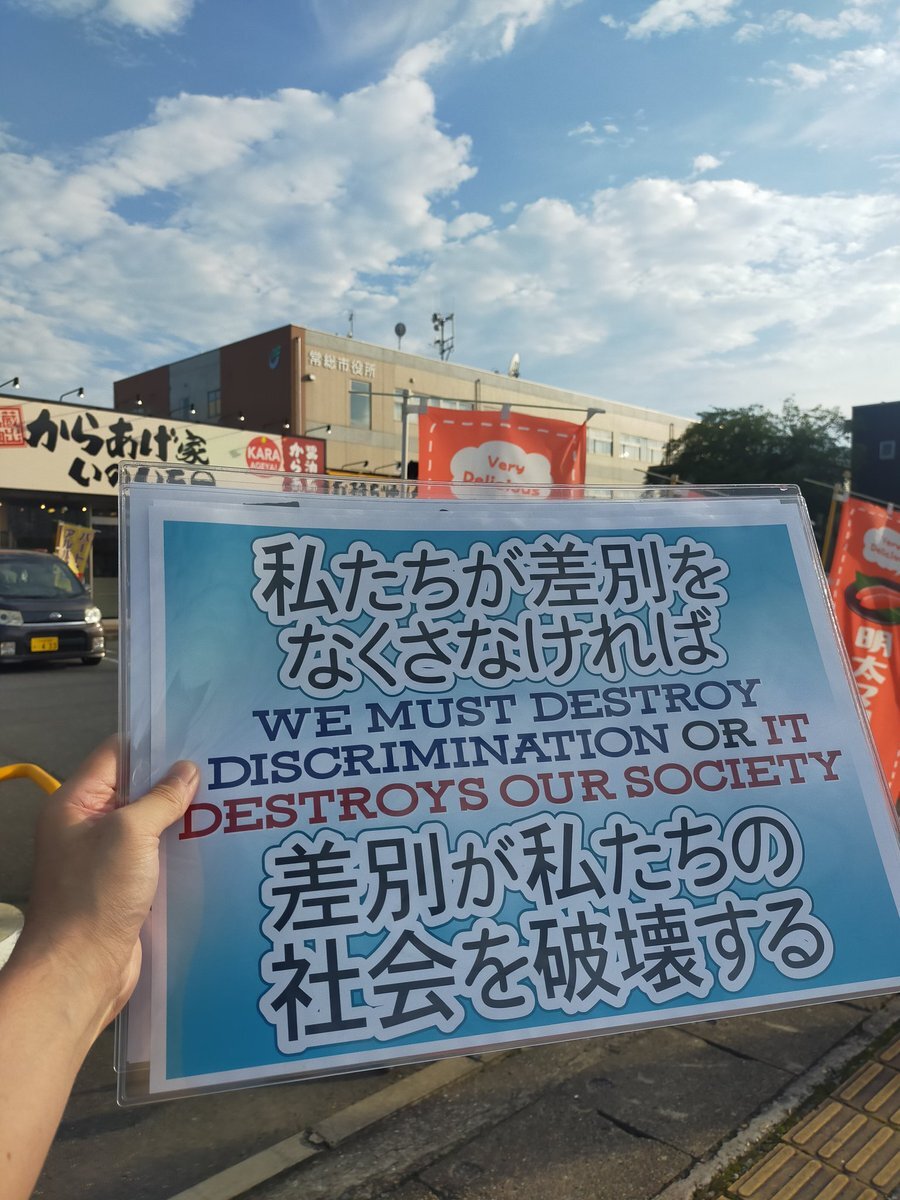 常総市役所
からあげ家
KARA
AGEYA!
Very
Delicious
明太
私たちが差別を
なくさなければ
WE MUST DESTROY
DISCRIMINATION OR IT
DESTROYS OUR SOCIETY
差別が私たちの
社会を破壊する